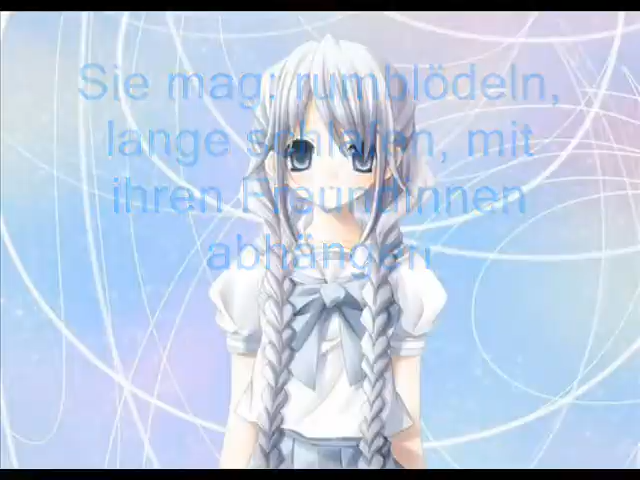 Sie mag: rumblödeln,
lange schlafen, mit
ihren Freundinnen
abhängen